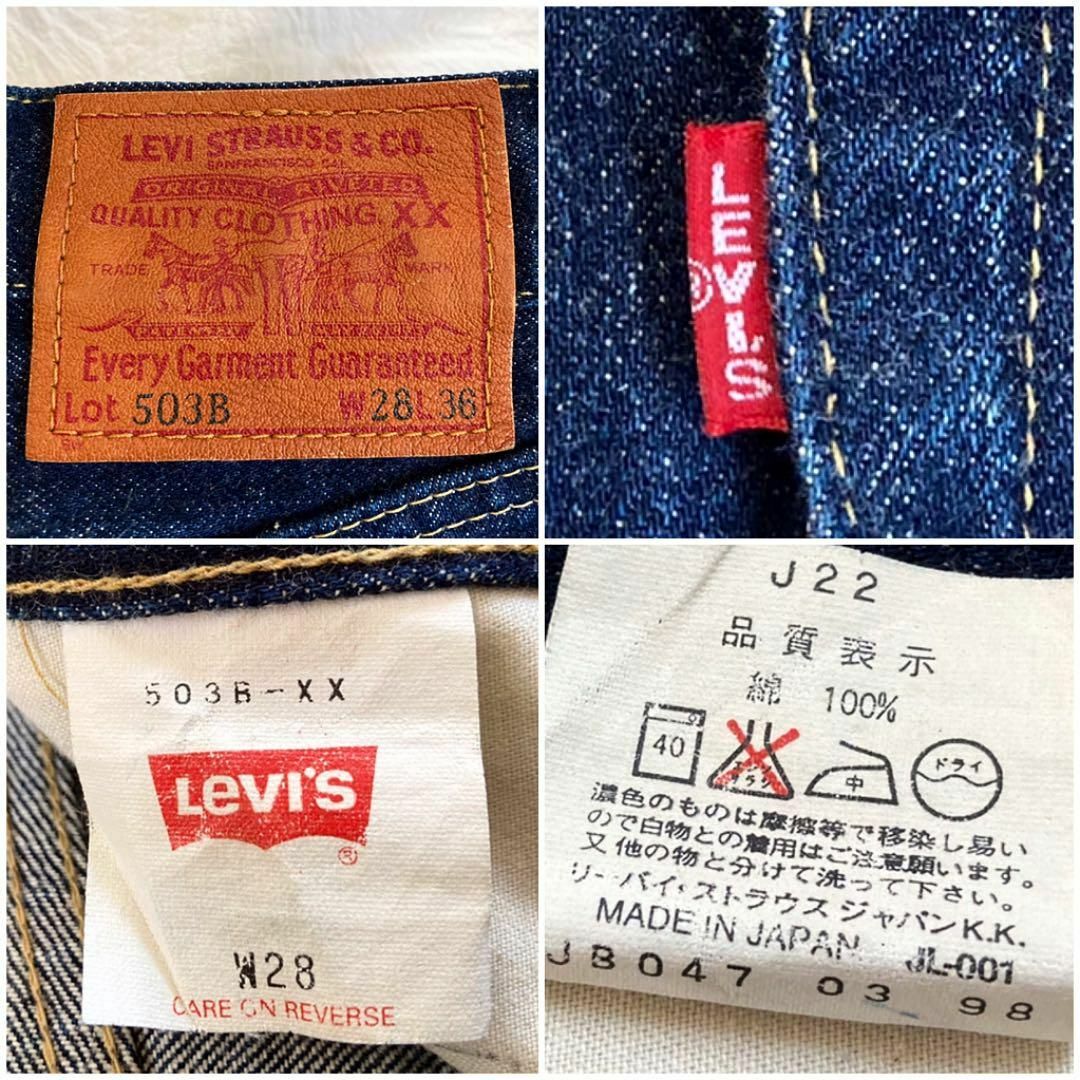 LEVI STRAUSS & CO.
SANFRANCISCO CAL
ORIGINAL RIVETED
QUALITY CLOTHING XX
TRADE MARK
Every Garment Guaranteed
Lot 503B W28L36
LEVI'S
®
503B-XX
LEVI'S
®
W28
CARE ON REVERSE
J22
品質表示
綿 100%
40 中 ドライ
濃色のものは摩擦等で移染し易い
ので白物との着用はご注意願います。
又他の物と分けて洗って下さい。
リーバイ・ストラウス ジャパンK.K.
MADE IN JAPAN JL-001
JB047 03 98